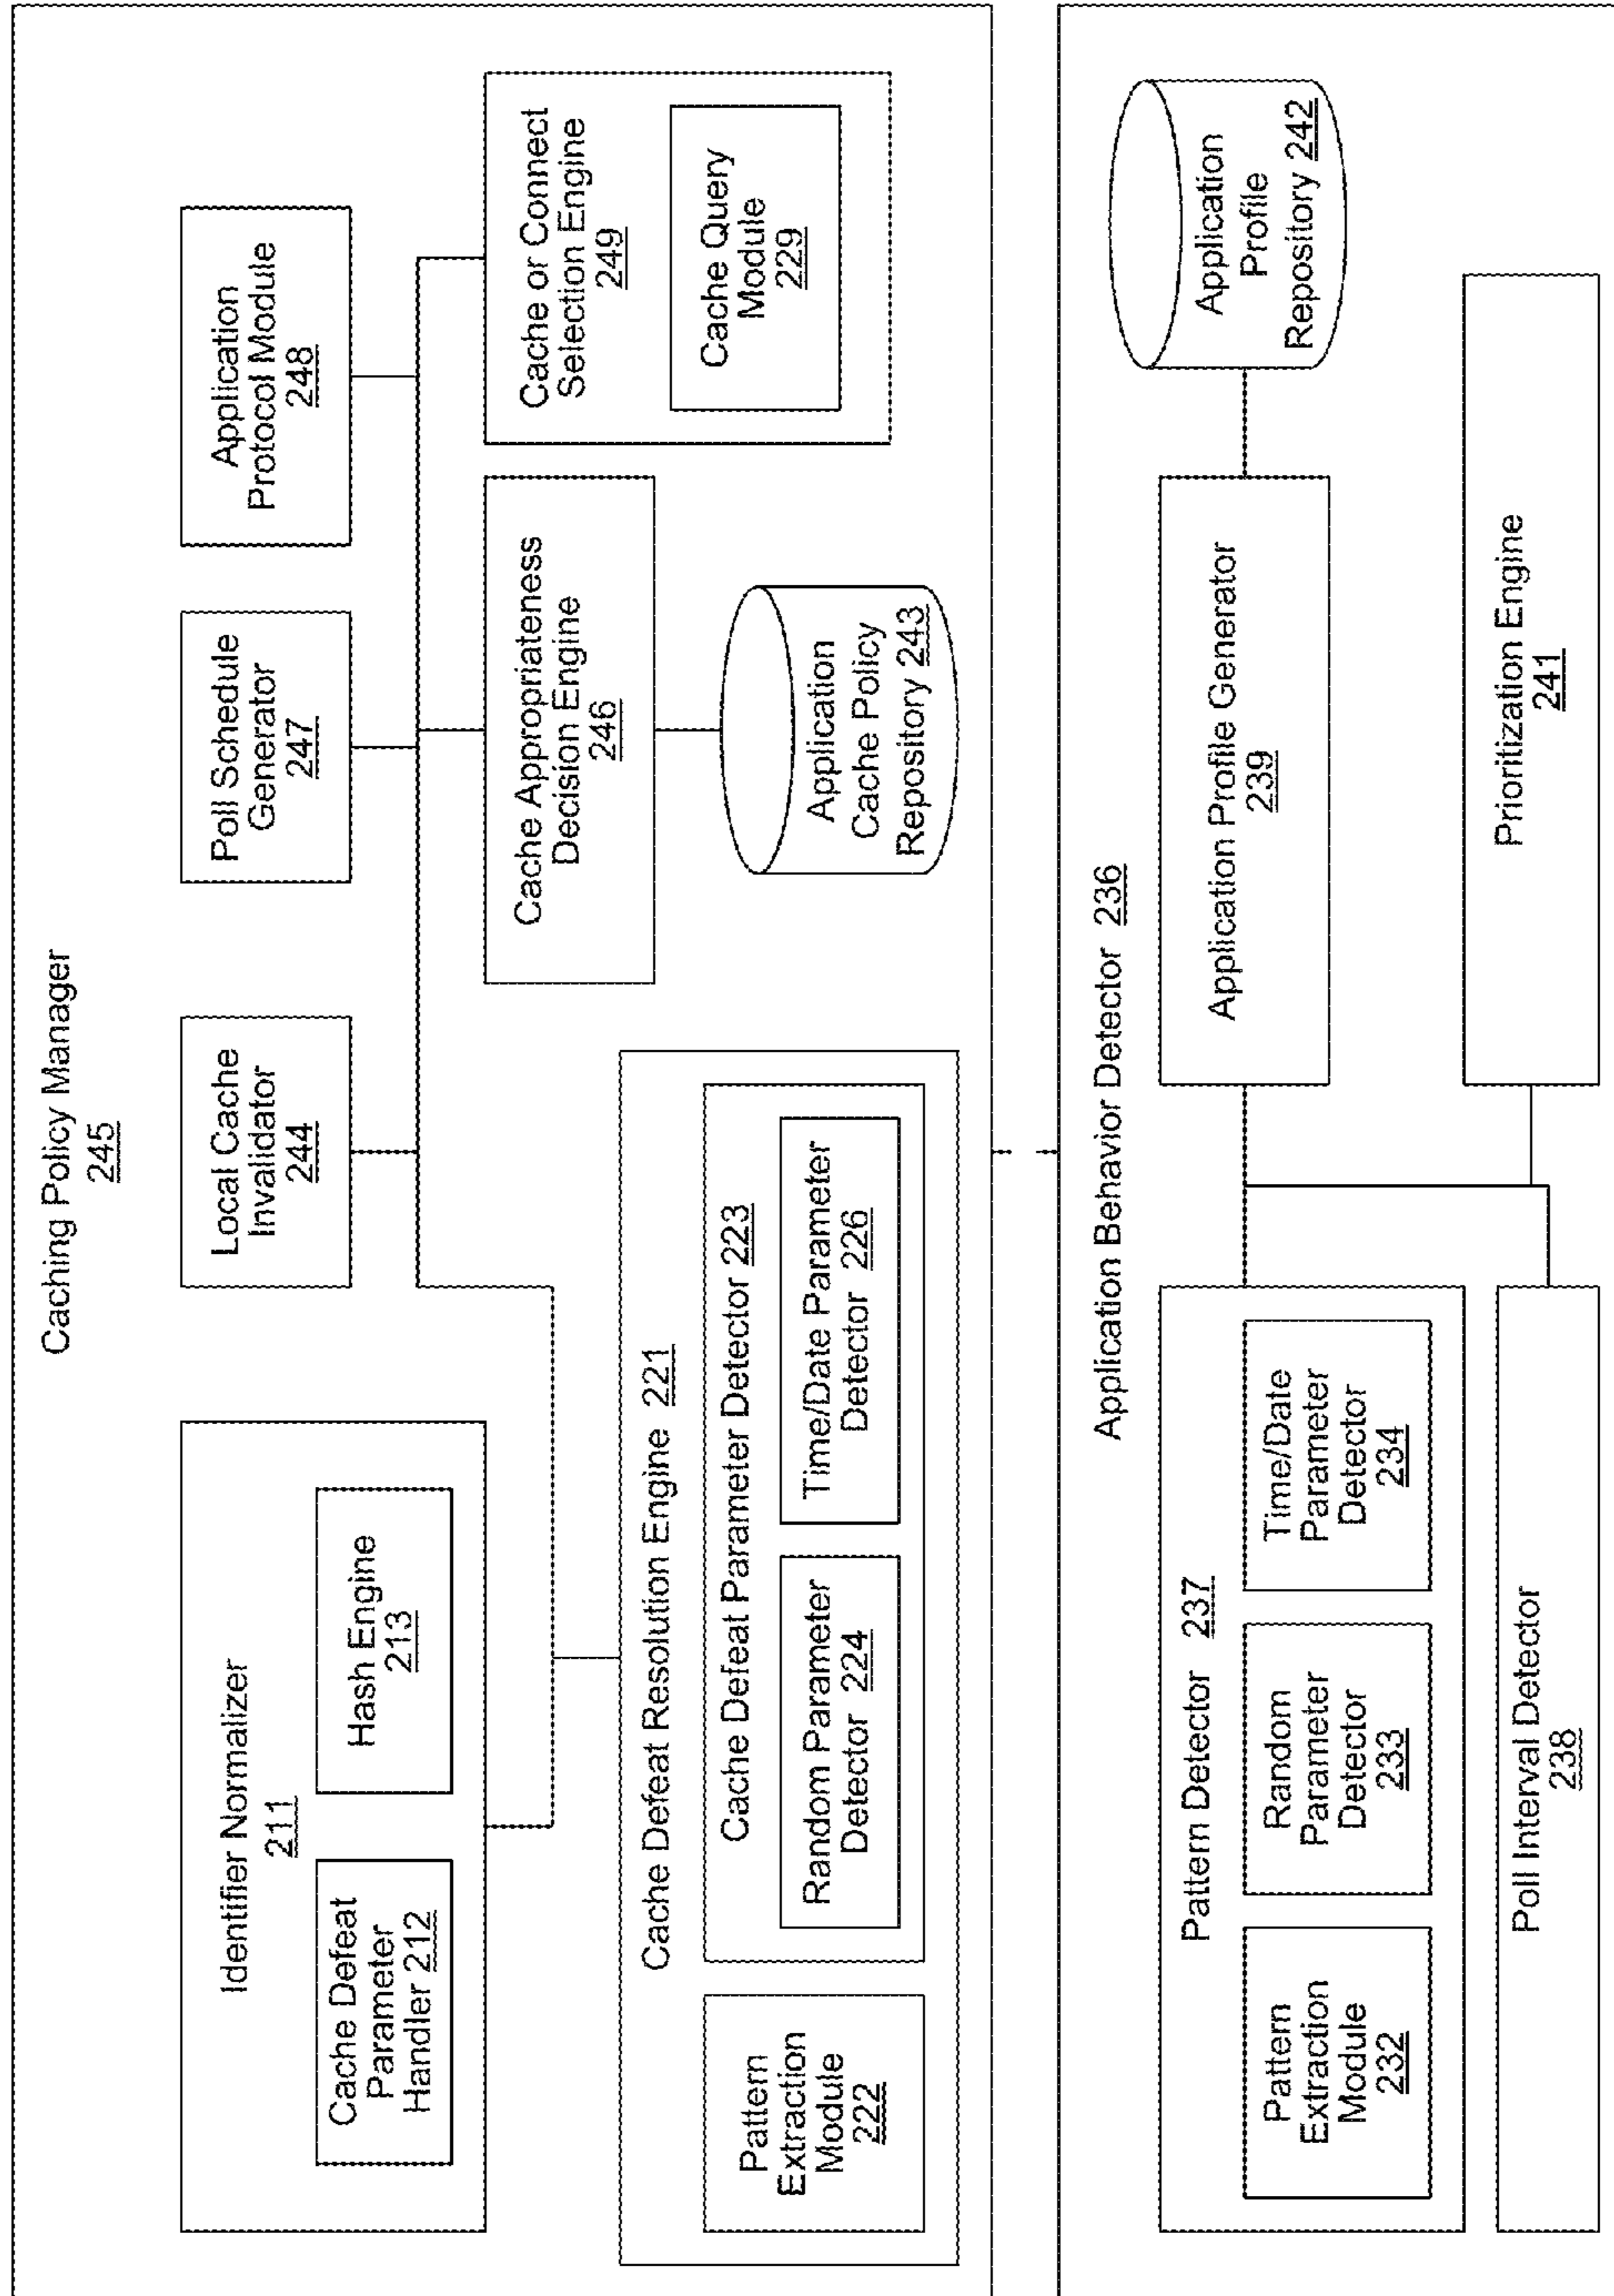 Caching Policy Manager
245
Identifier Normalizer
211
Cache Defeat
Parameter
Handler 212
Hash Engine
213
Local Cache
Invalidator
244
Poll Schedule
Generator
247
Application
Protocol Module
248
Cache Defeat Resolution Engine 221
Pattern
Extraction
Module
222
Cache Defeat Parameter Detector 223
Random Parameter
Detector 224
Time/Date Parameter
Detector 226
Cache Appropriateness
Decision Engine
246
Application
Cache Policy
Repository 243
Cache or Connect
Selection Engine
249
Cache Query
Module
229
Application Behavior Detector 236
Pattern Detector 237
Pattern
Extraction
Module
232
Random
Parameter
Detector
233
Time/Date
Parameter
Detector
234
Poll Interval Detector
238
Application Profile Generator
239
Application
Profile
Repository 242
Prioritization Engine
241